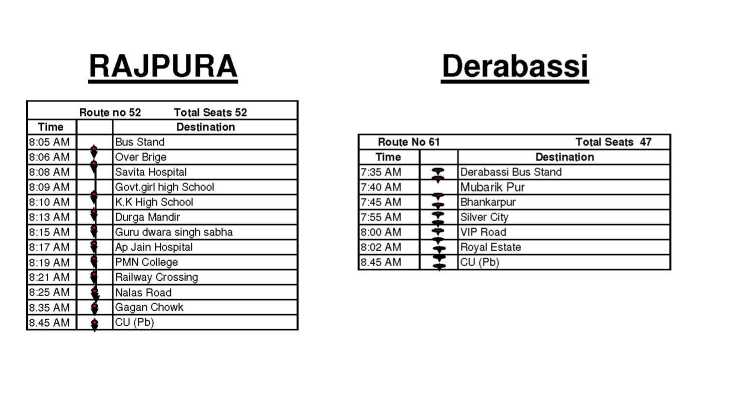 RAJPURA
Route no 52 Total Seats 52
Time Destination
8:05 AM Bus Stand
8:06 AM Over Brige
8:08 AM Savita Hospital
8:09 AM Govt.girl high School
8:10 AM K.K High School
8:13 AM Durga Mandir
8:15 AM Guru dwara singh sabha
8:17 AM Ap Jain Hospital
8:19 AM PMN College
8:21 AM Railway Crossing
8:25 AM Nalas Road
8.35 AM Gagan Chowk
8.45 AM CU (Pb)
Derabassi
Route No 61 Total Seats 47
Time Destination
7:35 AM Derabassi Bus Stand
7:40 AM Mubarik Pur
7:45 AM Bhankarpur
7:55 AM Silver City
8:00 AM VIP Road
8:02 AM Royal Estate
8.45 AM CU (Pb)